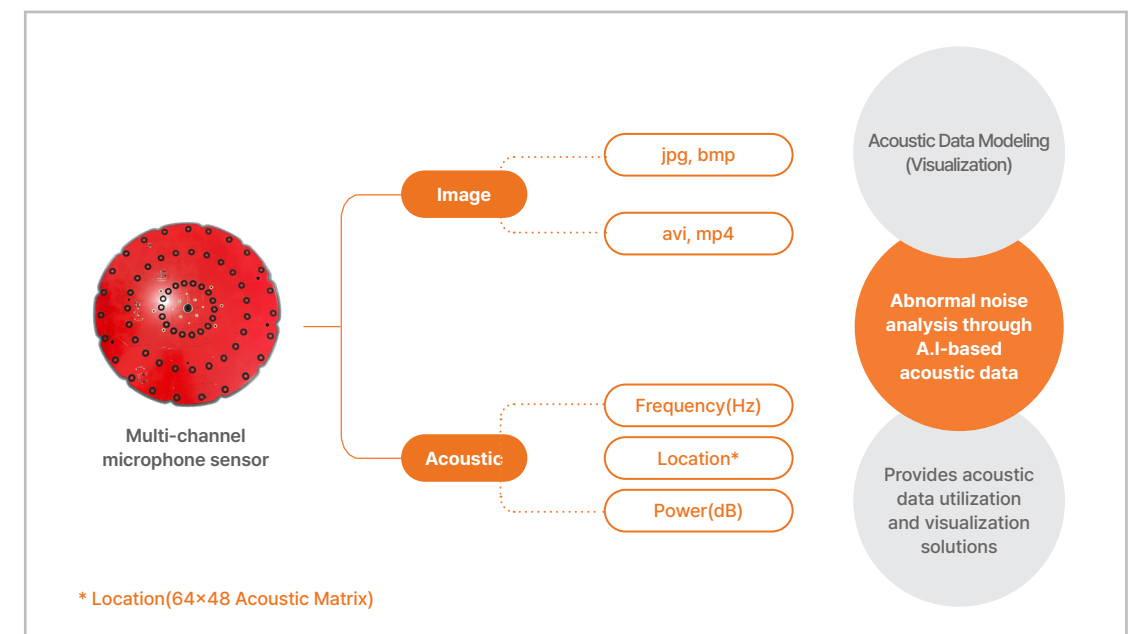 Multi-channel
microphone sensor
Image
jpg, bmp
avi, mp4
Acoustic
Frequency(Hz)
Location*
Power(dB)
Acoustic Data Modeling
(Visualization)
Abnormal noise
analysis through
A.I-based
acoustic data
Provides acoustic
data utilization
and visualization
solutions
* Location(64×48 Acoustic Matrix)